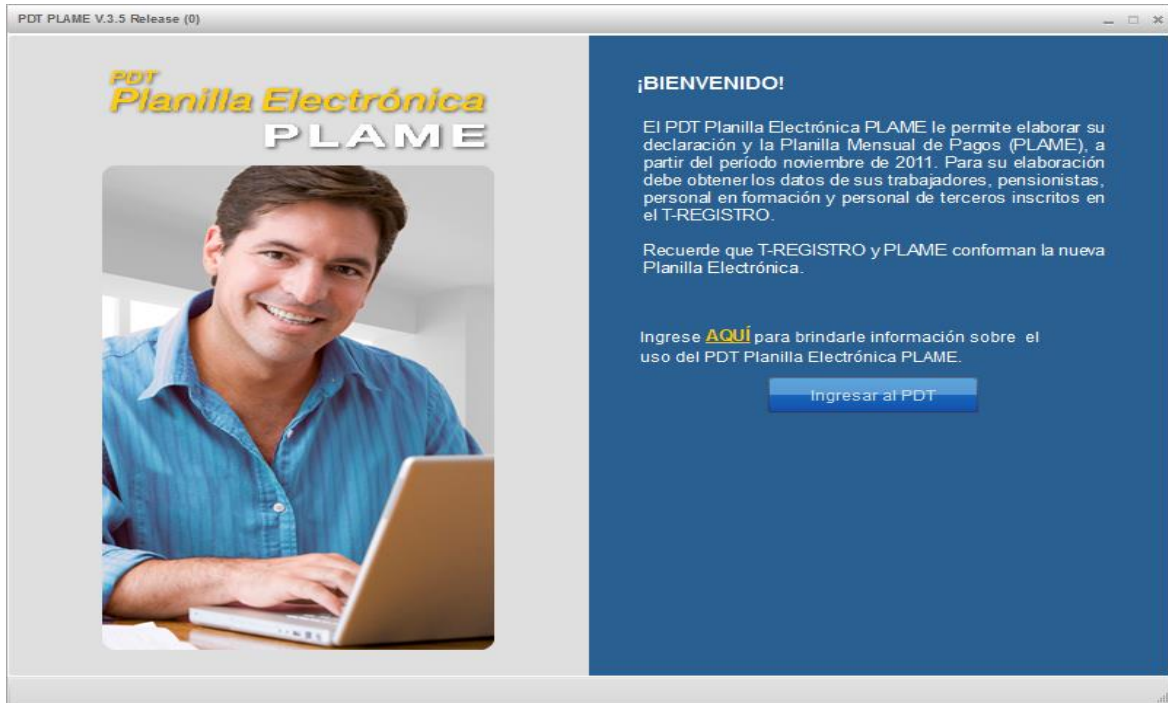 PDT PLAME V.3.5 Release (0)
PDT
Planilla Electrónica
PLAME
¡BIENVENIDO!
El PDT Planilla Electrónica PLAME le permite elaborar su
declaración y la Planilla Mensual de Pagos (PLAME), a
partir del período noviembre de 2011. Para su elaboración
debe obtener los datos de sus trabajadores, pensionistas,
personal en formación y personal de terceros inscritos en
el T-REGISTRO.
Recuerde que T-REGISTRO y PLAME conforman la nueva
Planilla Electrónica.
Ingrese AQUÍ para brindarle información sobre el
uso del PDT Planilla Electrónica PLAME.
Ingresar al PDT